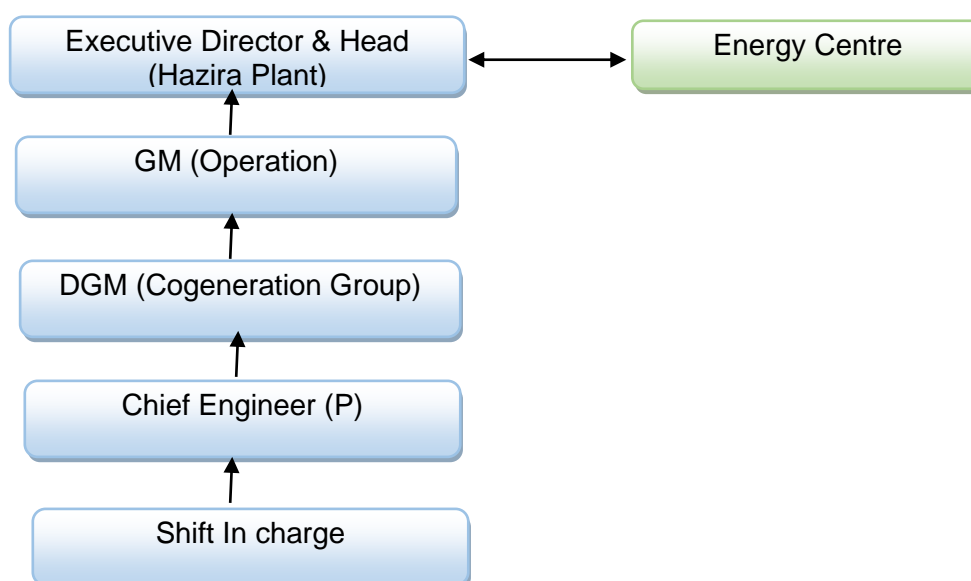 Executive Director & Head
(Hazira Plant)
Energy Centre
GM (Operation)
DGM (Cogeneration Group)
Chief Engineer (P)
Shift In charge